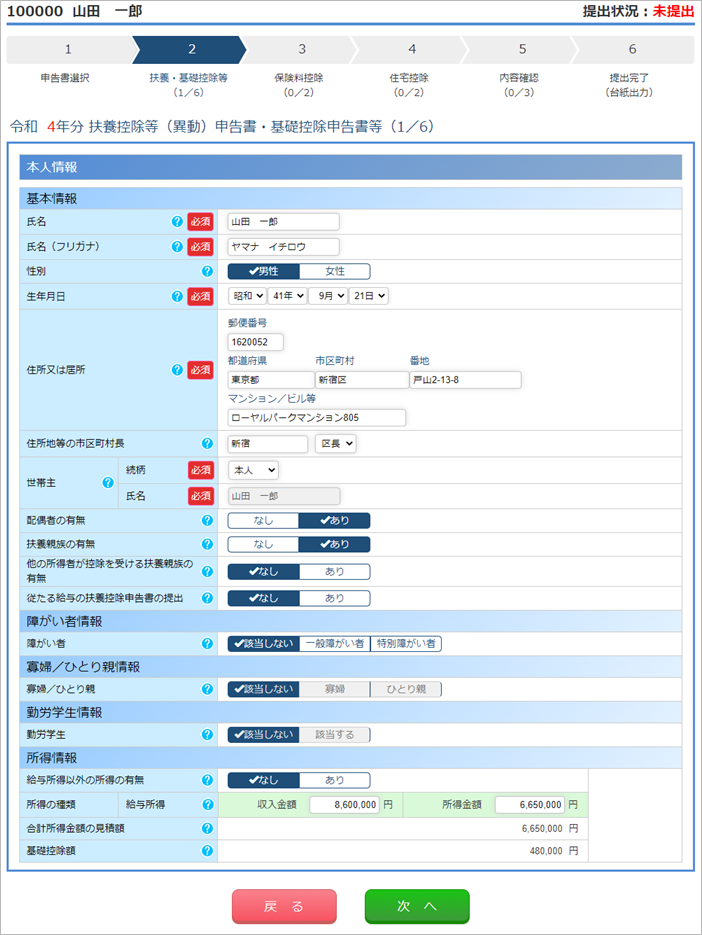 100000 山田　一郎　提出状況：未提出
1 2 3 4 5 6
申告書選択 扶養・基礎控除等 保険料控除 住宅控除 内容確認 提出完了
（1／6） （0／2） （0／2） （0／3） （台紙出力）
令和 4年分 扶養控除等（異動）申告書・基礎控除申告書等（1／6）
本人情報
基本情報
氏名 ? 必須 山田　一郎
氏名（フリガナ） ? 必須 ヤマナ　イチロウ
性別 ? ✔男性 女性
生年月日 ? 必須 昭和 41年 9月 21日
郵便番号
1620052
都道府県 市区町村 番地
住所又は居所 ? 必須 東京都 新宿区 戸山2-13-8
マンション／ビル等
ローヤルパークマンション805
住所地等の市区町村長 ? 新宿 区長
世帯主 ? 続柄 必須 本人
氏名 必須 山田　一郎
配偶者の有無 ? なし ✔あり
扶養親族の有無 ? なし ✔あり
他の所得者が控除を受ける扶養親族の
有無 ? ✔なし あり
従たる給与の扶養控除申告書の提出 ? ✔なし あり
障がい者情報
障がい者 ? ✔該当しない 一般障がい者 特別障がい者
寡婦／ひとり親情報
寡婦／ひとり親 ? ✔該当しない 寡婦 ひとり親
勤労学生情報
勤労学生 ? ✔該当しない 該当する
所得情報
給与所得以外の所得の有無 ? ✔なし あり
所得の種類 給与所得 ? 収入金額 8,600,000 円 所得金額 6,650,000 円
合計所得金額の見積額 ? 6,650,000 円
基礎控除額 ? 480,000 円
戻　る 次　へ